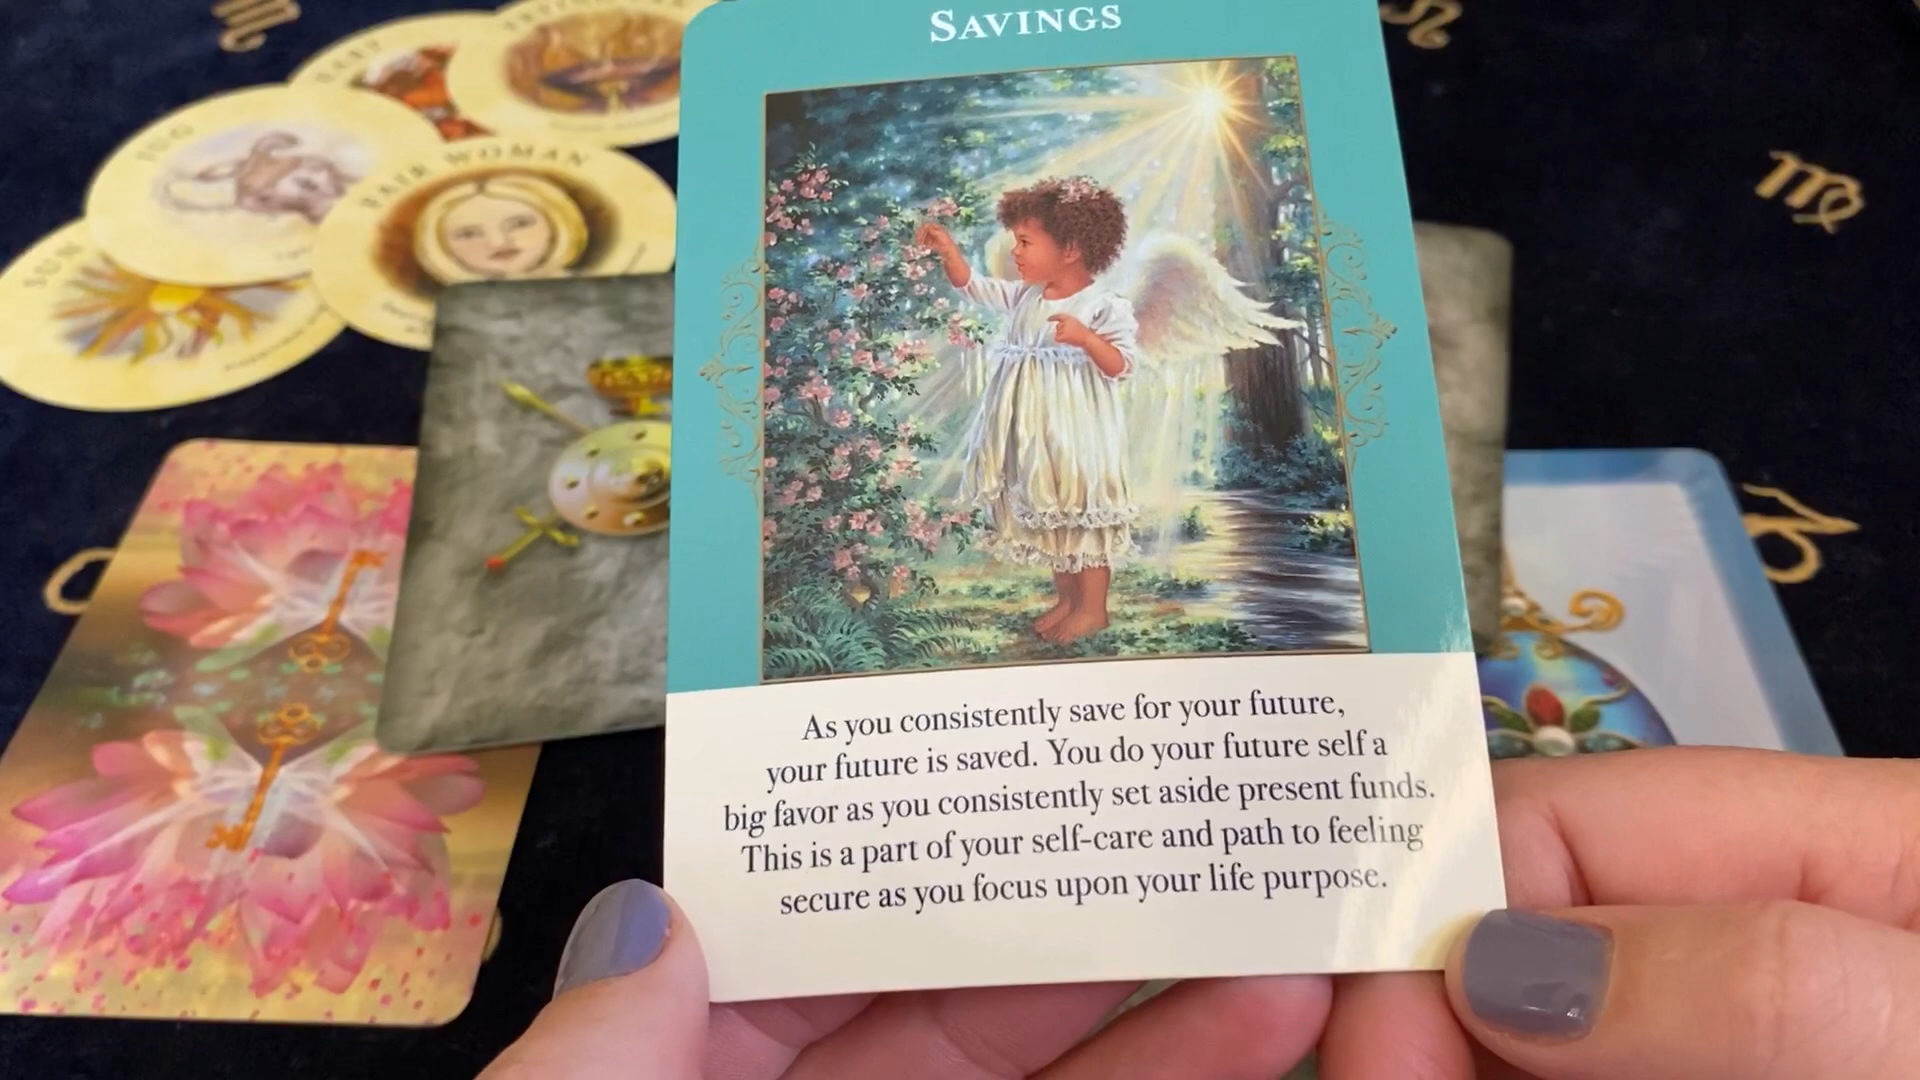 SAVINGS
FAIR WOMAN
JUG
SUN
As you consistently save for your future,
your future is saved. You do your future self a
big favor as you consistently set aside present funds.
This is a part of your self-care and path to feeling
secure as you focus upon your life purpose.